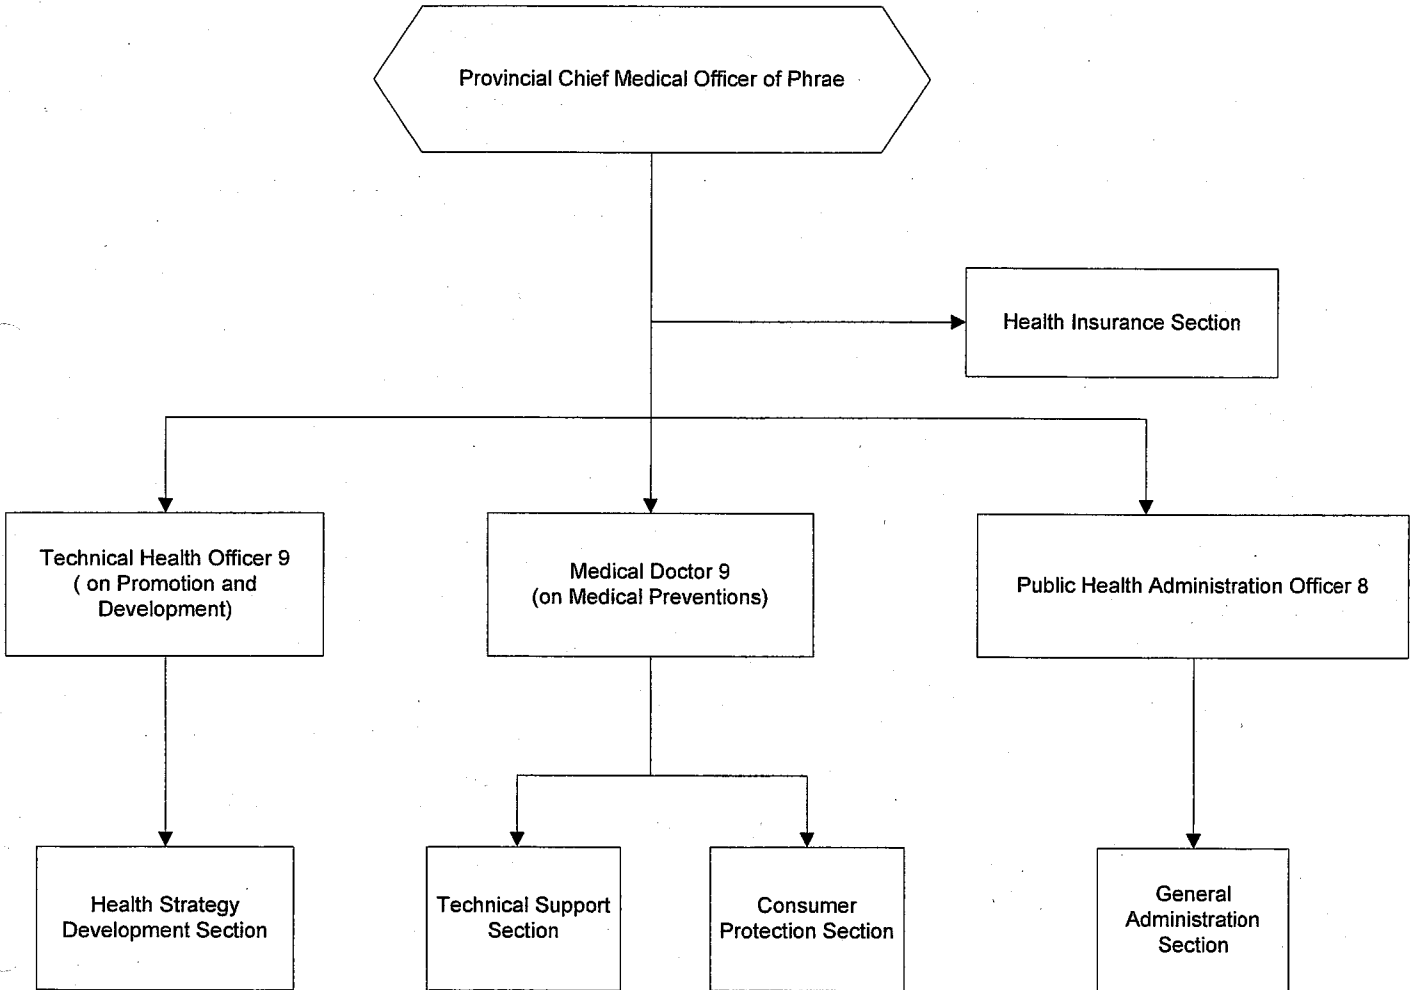 Provincial Chief Medical Officer of Phrae
Health Insurance Section
Technical Health Officer 9
( on Promotion and
Development)
Medical Doctor 9
(on Medical Preventions)
Public Health Administration Officer 8
Health Strategy
Development Section
Technical Support
Section
Consumer
Protection Section
General
Administration
Section